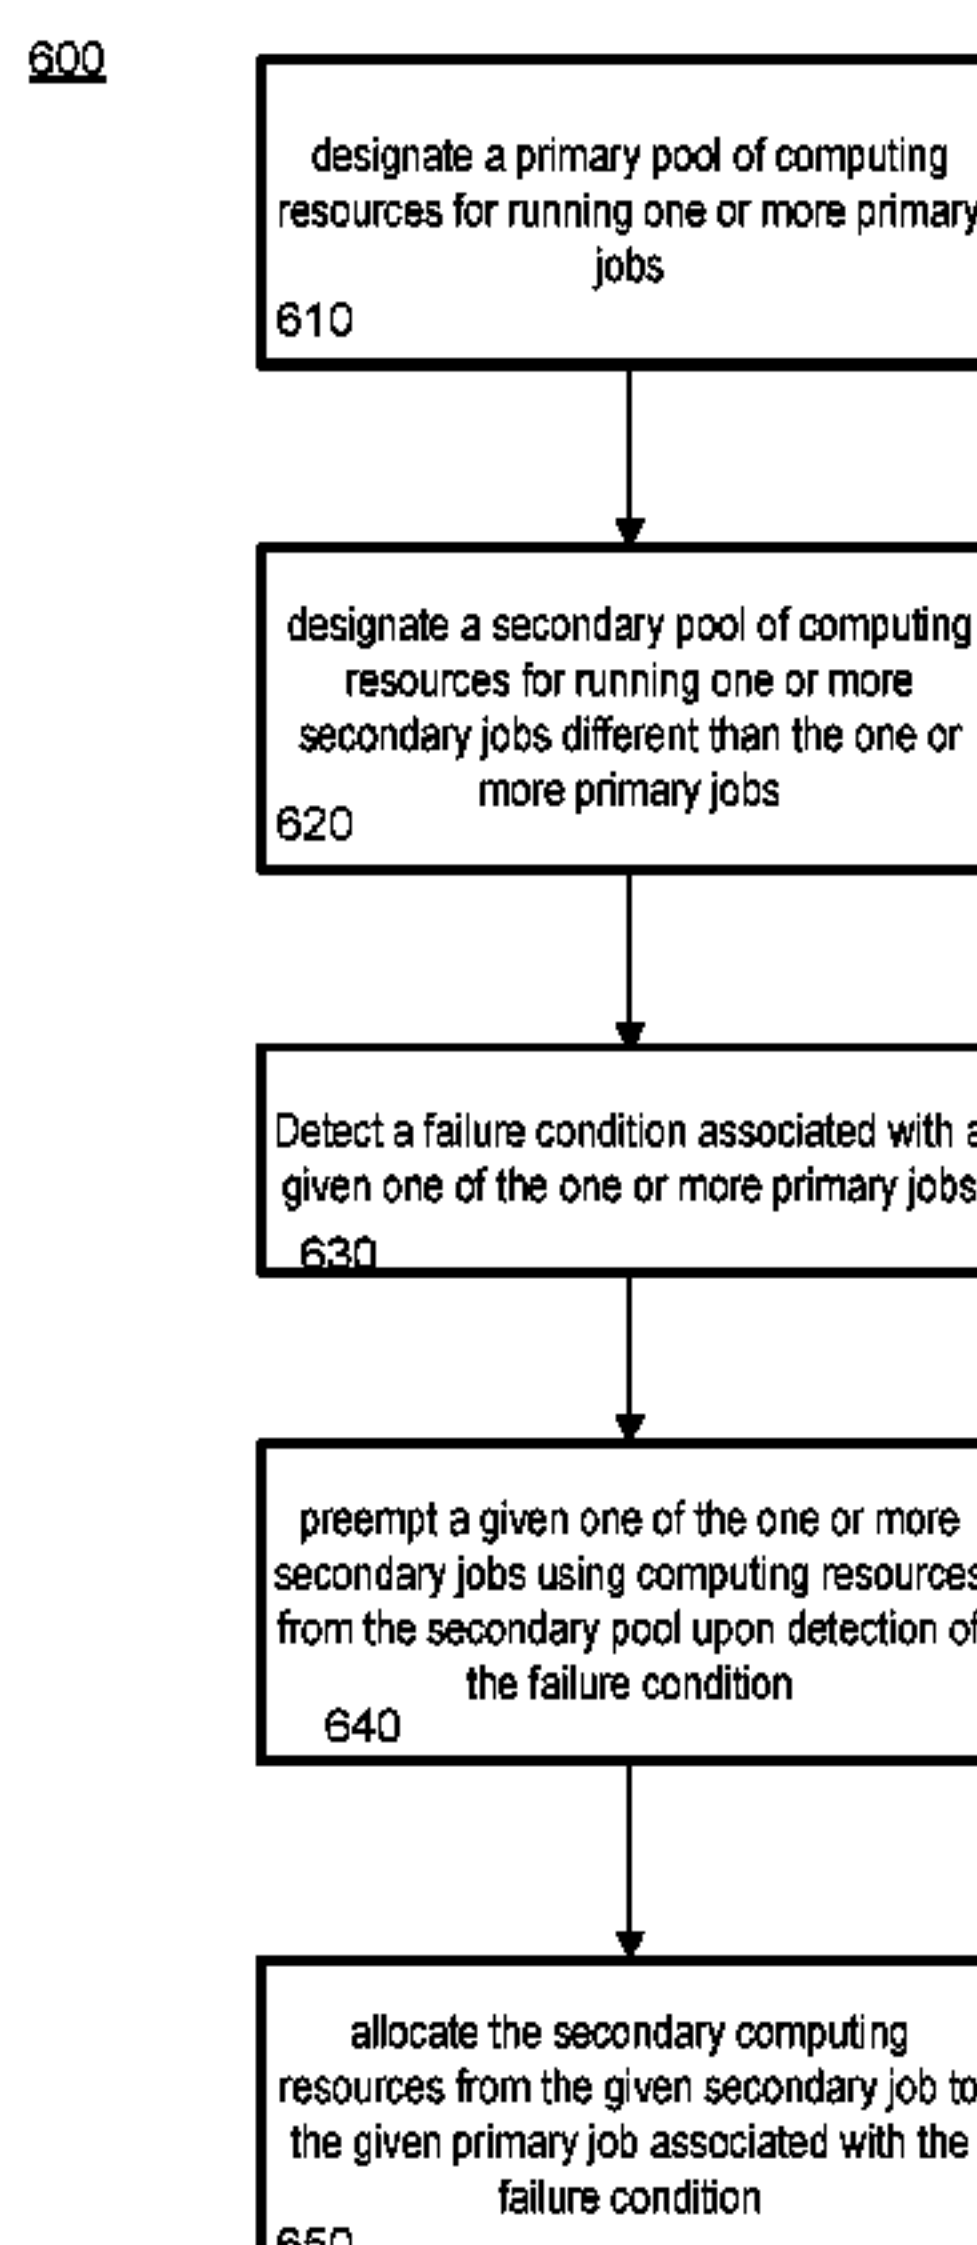 600
designate a primary pool of computing
resources for running one or more primary
jobs
610
designate a secondary pool of computing
resources for running one or more
secondary jobs different than the one or
more primary jobs
620
Detect a failure condition associated with a
given one of the one or more primary jobs
630
preempt a given one of the one or more
secondary jobs using computing resources
from the secondary pool upon detection of
the failure condition
640
allocate the secondary computing
resources from the given secondary job to
the given primary job associated with the
failure condition
650